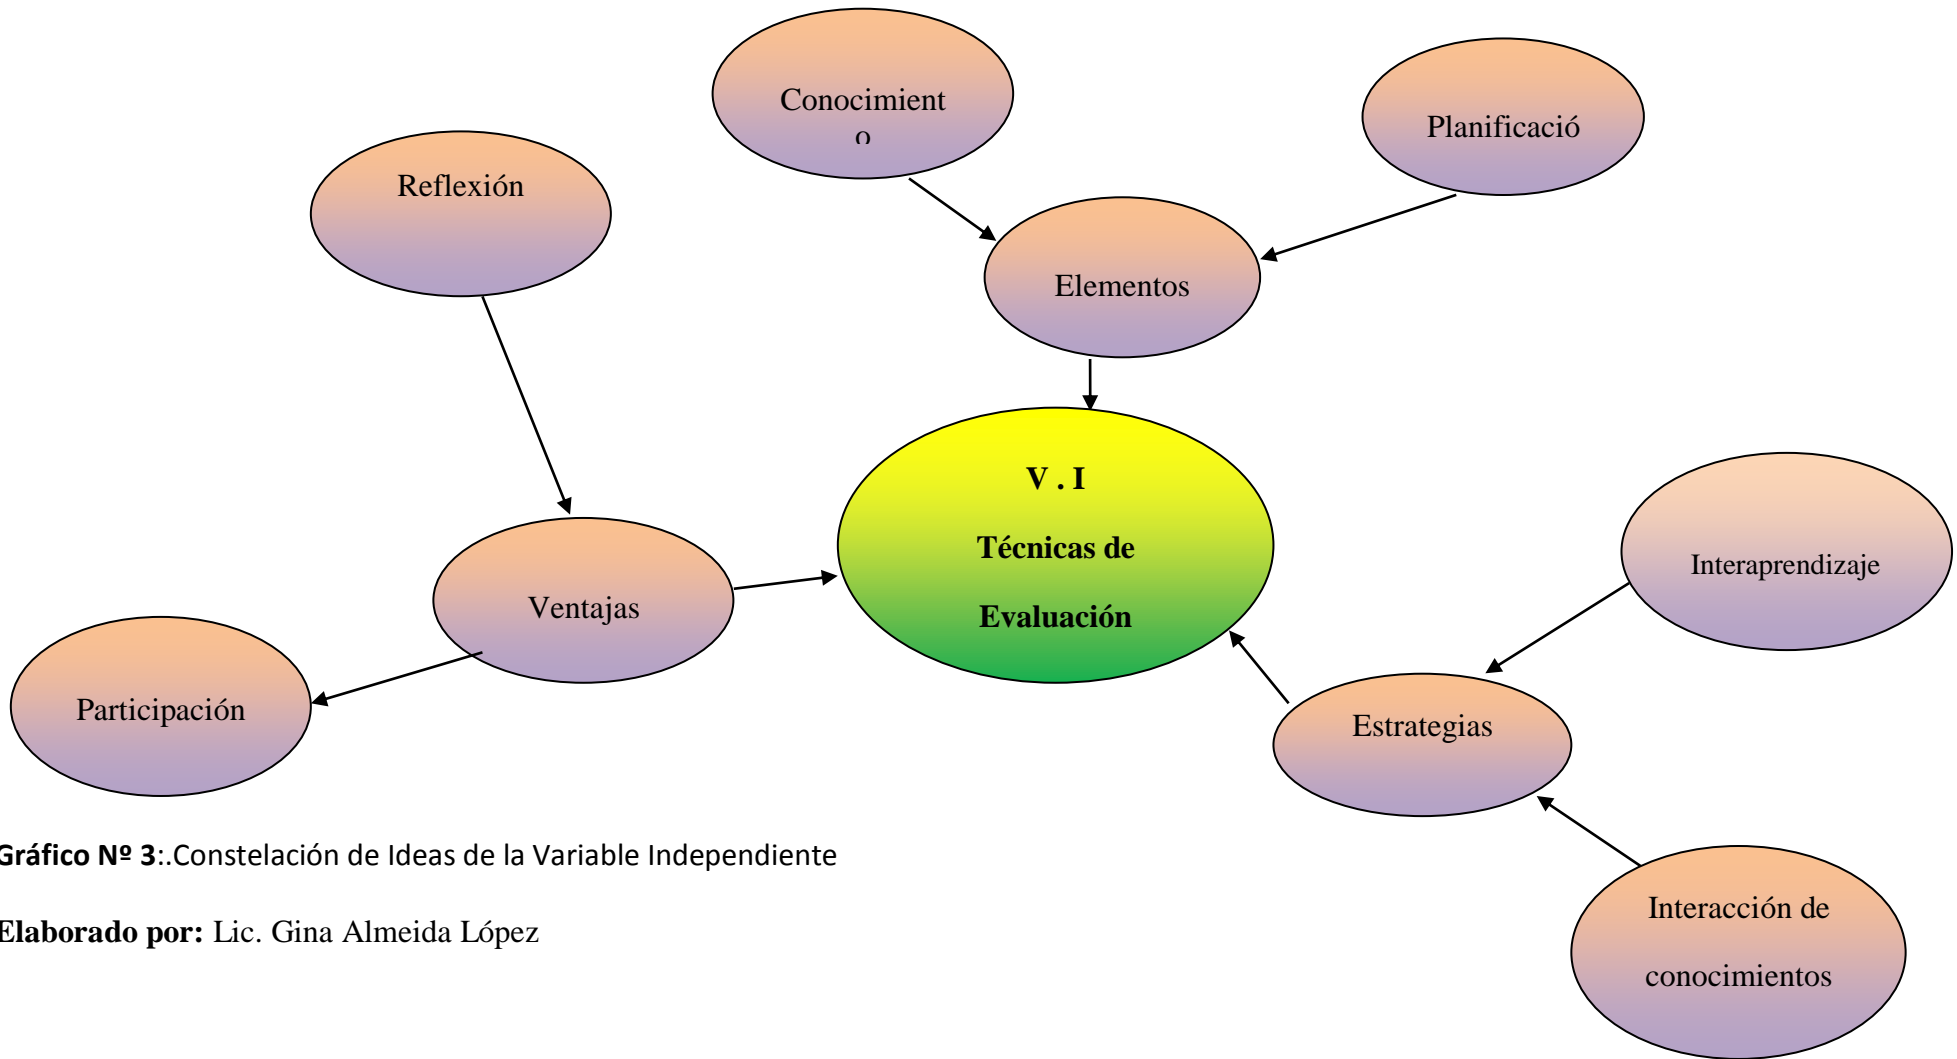 Conocimient
o
Planificació
Reflexión
Elementos
V . I
Técnicas de
Evaluación
Interaprendizaje
Ventajas
Participación
Estrategias
Gráfico Nº 3:.Constelación de Ideas de la Variable Independiente
Interacción de
conocimientos
Elaborado por: Lic. Gina Almeida López